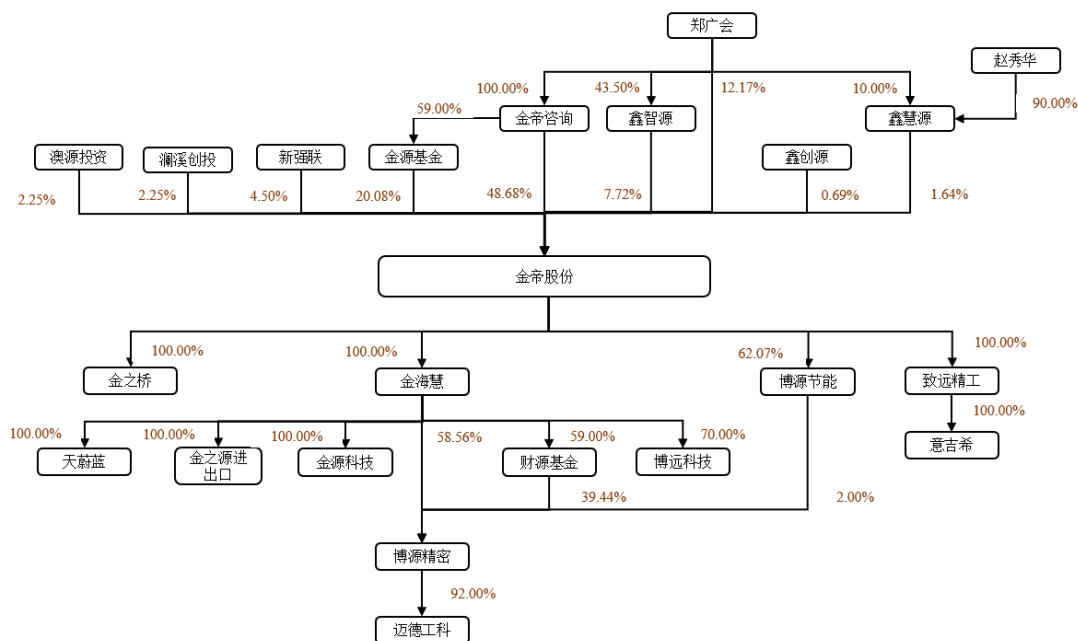 郑广会
赵秀华
100.00%
43.50%
12.17%
10.00%
90.00%
59.00%
金帝咨询
鑫智源
鑫慧源
澳源投资
澜溪创投
新强联
金源基金
鑫创源
2.25%
2.25%
4.50%
20.08%
48.68%
7.72%
0.69%
1.64%
金帝股份
100.00%
100.00%
62.07%
100.00%
金之桥
金海慧
博源节能
致远精工
100.00%
100.00%
100.00%
100.00%
58.56%
59.00%
70.00%
天蔚蓝
金之源进
出口
金源科技
财源基金
博远科技
意吉希
39.44%
2.00%
博源精密
92.00%
迈德工科